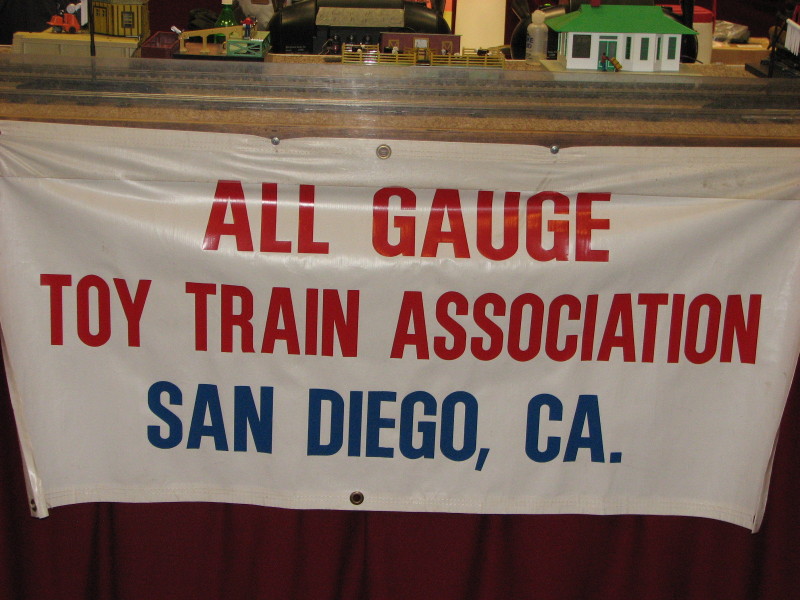 ALL GAUGE
TOY TRAIN ASSOCIATION
SAN DIEGO, CA.